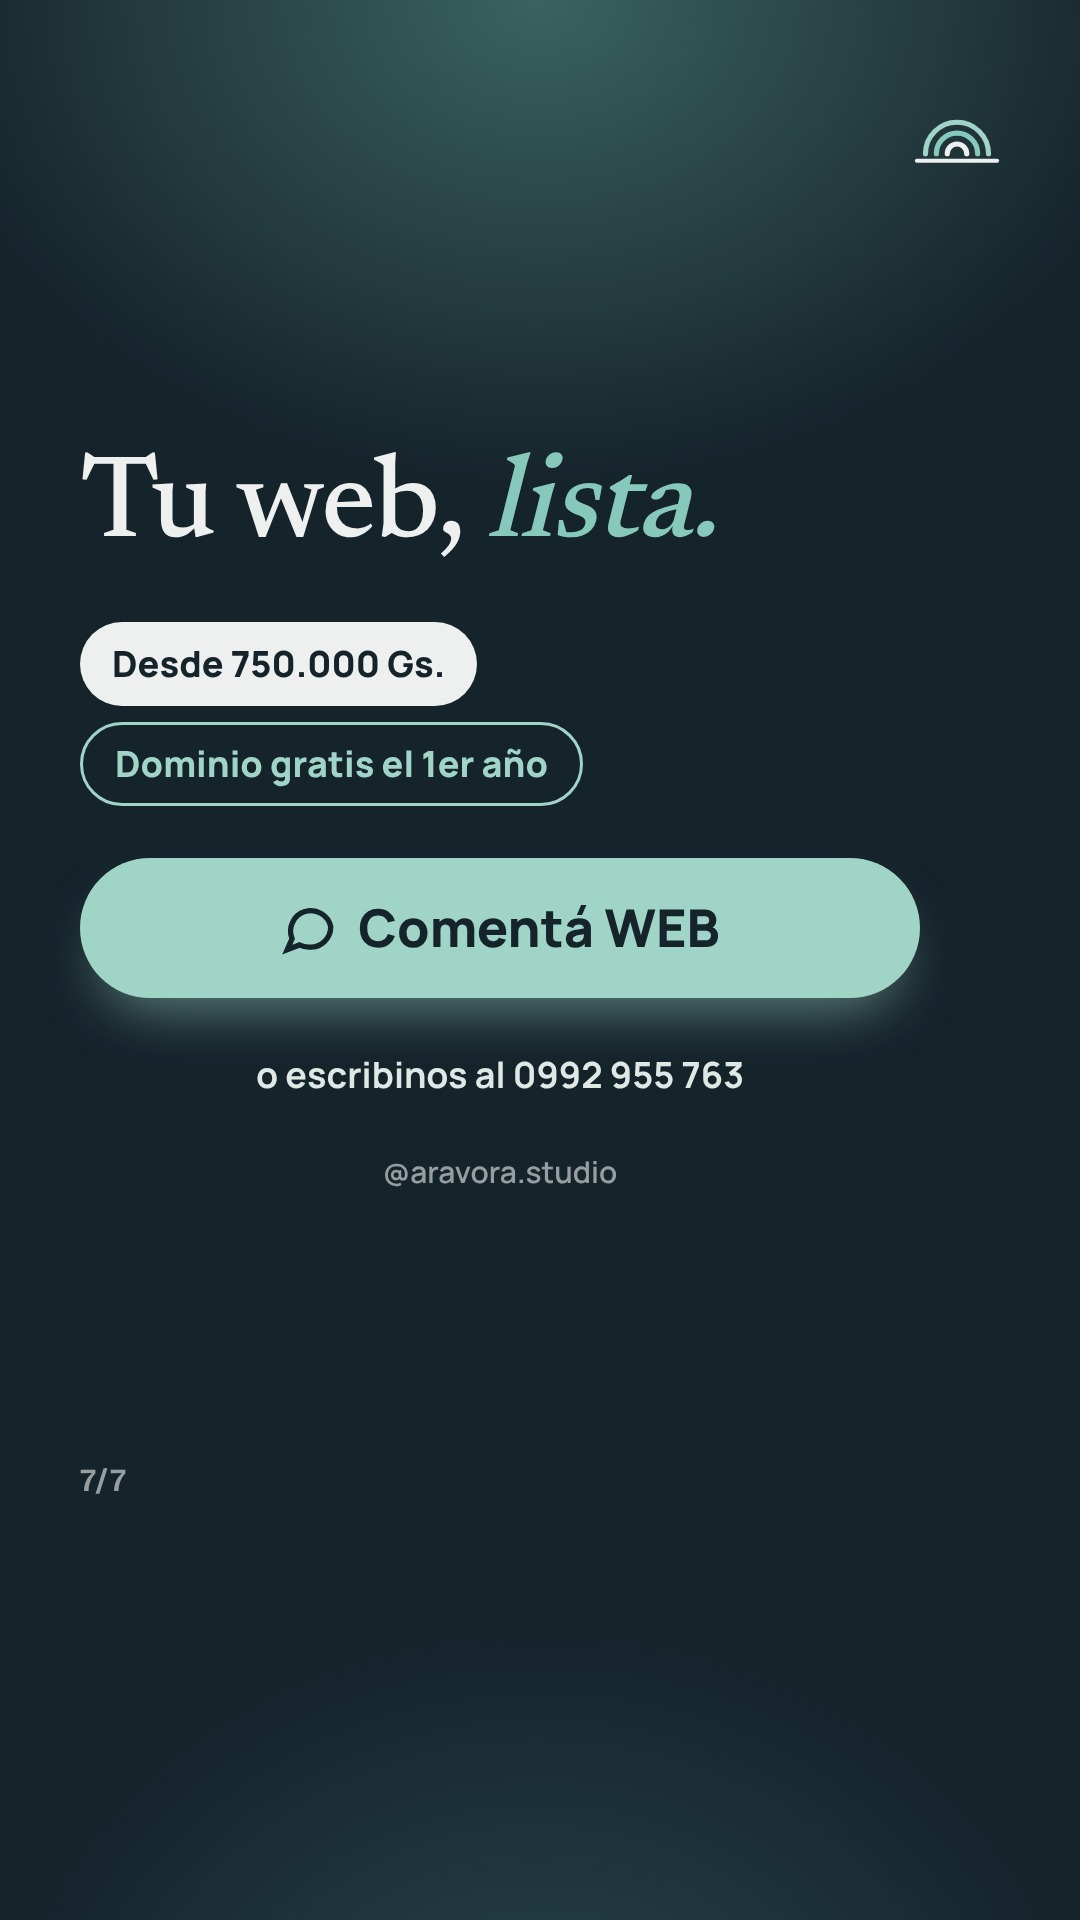 Tu web, lista.
Desde 750.000 Gs.
Dominio gratis el 1er año
Comentá WEB
o escribinos al 0992 955 763
@aravora.studio
7/7